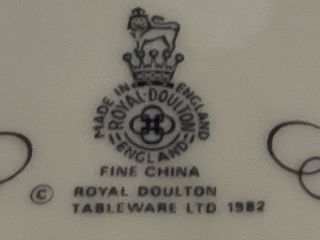 MADE IN ENGLAND
ROYAL·DOULTON
ENGLAND
FINE CHINA
© ROYAL DOULTON
TABLEWARE LTD 1982